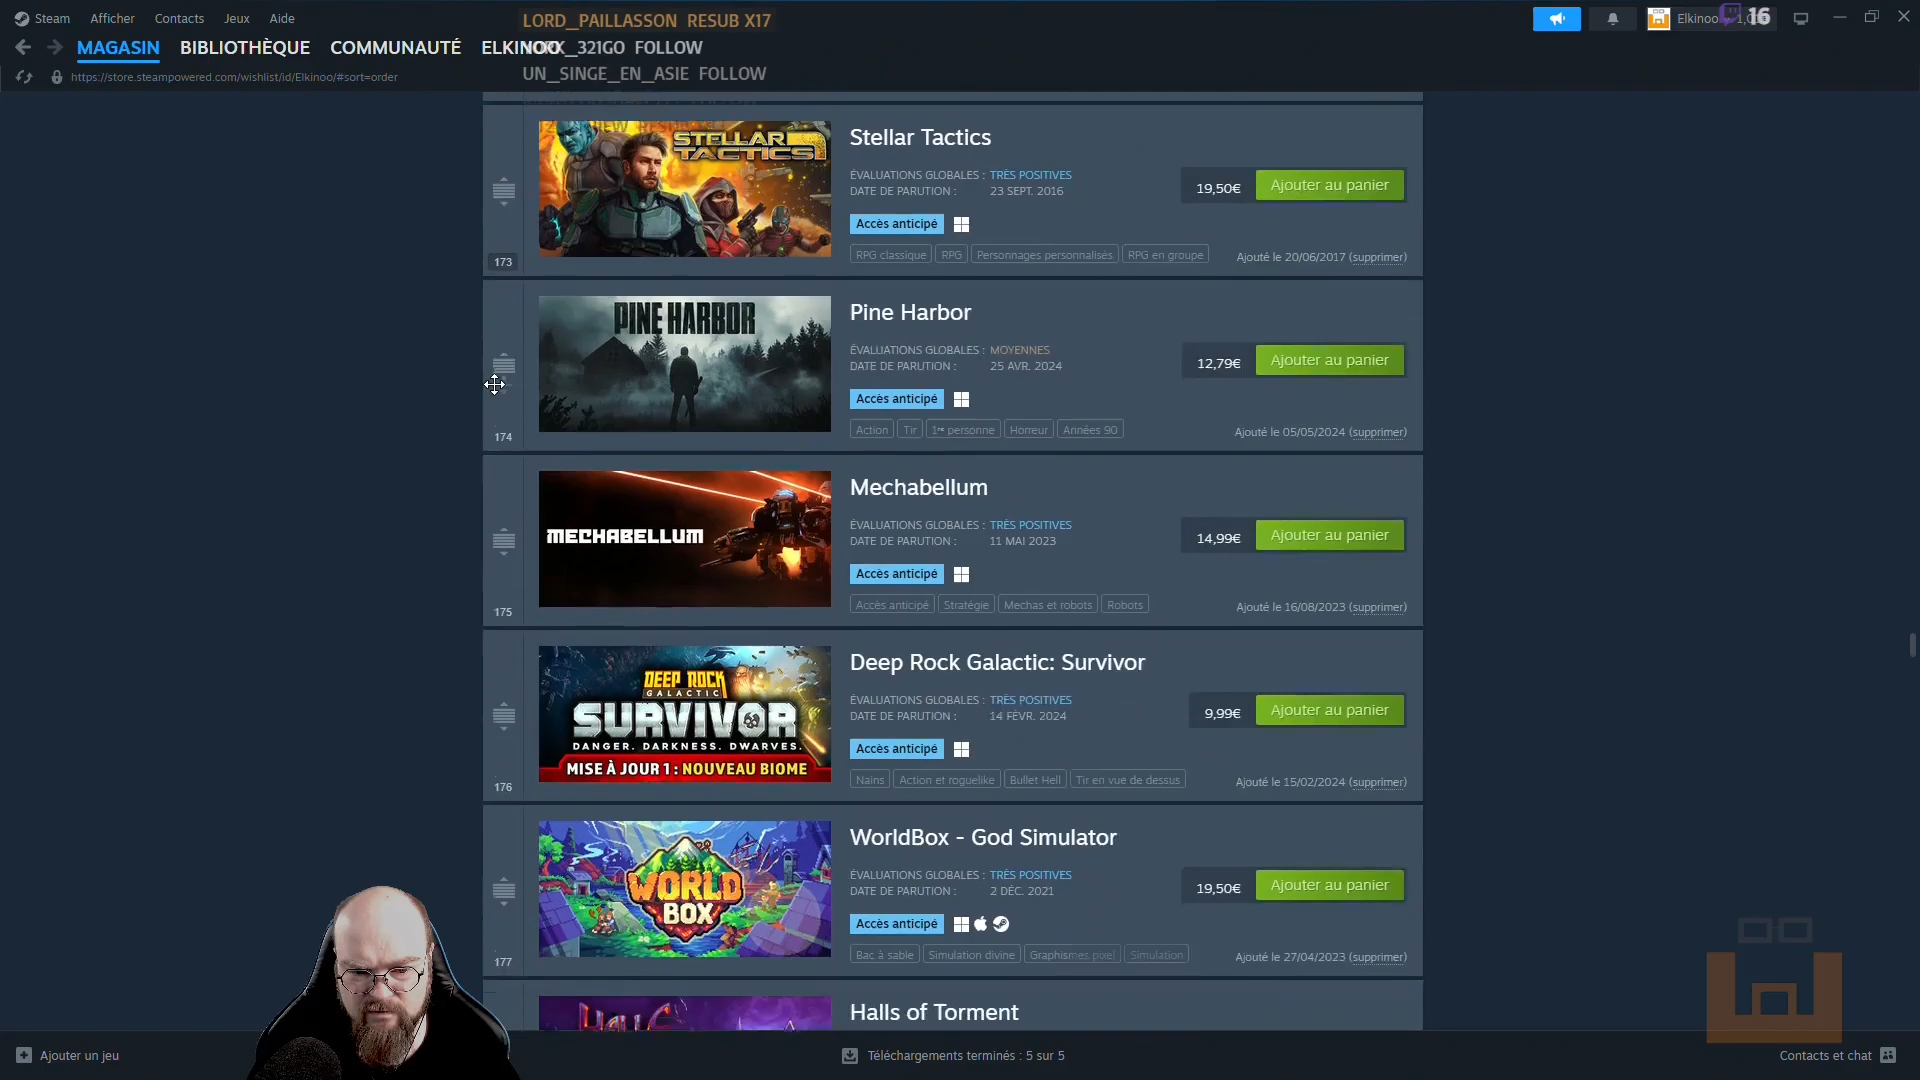 Steam Afficher Contacts Jeux Aide
LORD_PAILLASSON RESUB X17
Elkinoo
16
MAGASIN BIBLIOTHÈQUE COMMUNAUTÉ ELKINOO
FOLLOW
UN_SINGE_EN_ASIE FOLLOW
https://store.steampowered.com/wishlist/id/Elkinoo/#sort=order
STELLAR TACTICS
Stellar Tactics
ÉVALUATIONS GLOBALES : TRÈS POSITIVES
DATE DE PARUTION : 23 SEPT. 2016
19,50€ Ajouter au panier
Accès anticipé
RPG classique RPG Personnages personnalisés RPG en groupe
Ajouté le 20/06/2017 (supprimer)
173
PINE HARBOR
Pine Harbor
ÉVALUATIONS GLOBALES : MOYENNES
DATE DE PARUTION : 25 AVR. 2024
12,79€ Ajouter au panier
Accès anticipé
Action Tir 1re personne Horreur Années 90
Ajouté le 05/05/2024 (supprimer)
174
MECHABELLUM
Mechabellum
ÉVALUATIONS GLOBALES : TRÈS POSITIVES
DATE DE PARUTION : 11 MAI 2023
14,99€ Ajouter au panier
Accès anticipé
Accès anticipé Stratégie Mechas et robots Robots
Ajouté le 16/08/2023 (supprimer)
175
DEEP ROCK
GALACTIC
SURVIVOR
DANGER. DARKNESS. DWARVES.
MISE À JOUR 1 : NOUVEAU BIOME
Deep Rock Galactic: Survivor
ÉVALUATIONS GLOBALES : TRÈS POSITIVES
DATE DE PARUTION : 14 FÉVR. 2024
9,99€ Ajouter au panier
Accès anticipé
Nains Action et roguelike Bullet Hell Tir en vue de dessus
Ajouté le 15/02/2024 (supprimer)
176
WORLD
BOX
WorldBox - God Simulator
ÉVALUATIONS GLOBALES : TRÈS POSITIVES
DATE DE PARUTION : 2 DÉC. 2021
19,50€ Ajouter au panier
Accès anticipé
Bac à sable Simulation divine Graphismes pixel Simulation
Ajouté le 27/04/2023 (supprimer)
177
Halls of Torment
Ajouter un jeu
Téléchargements terminés : 5 sur 5
Contacts et chat